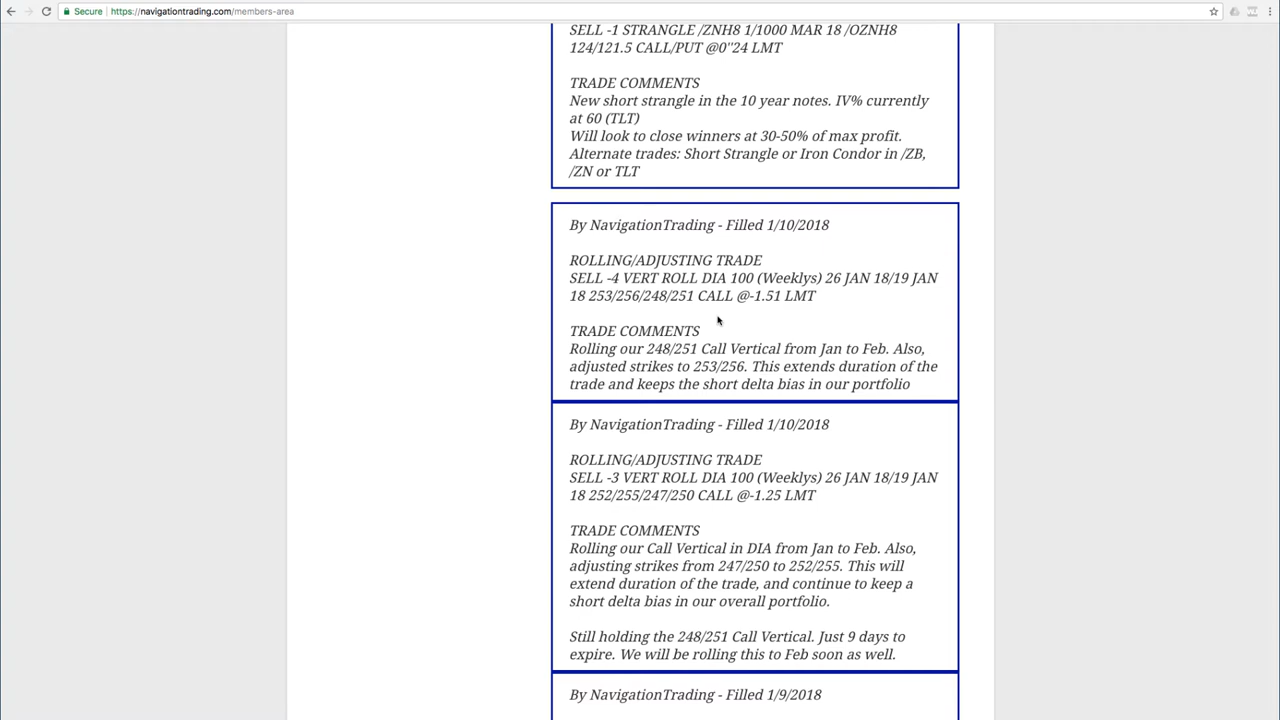 Secure https://navigationtrading.com/members-area
SELL -1 STRANGLE /ZNH8 1/1000 MAR 18 /OZNH8
124/121.5 CALL/PUT @0"24 LMT
TRADE COMMENTS
New short strangle in the 10 year notes. IV% currently
at 60 (TLT)
Will look to close winners at 30-50% of max profit.
Alternate trades: Short Strangle or Iron Condor in /ZB,
/ZN or TLT
By NavigationTrading - Filled 1/10/2018
ROLLING/ADJUSTING TRADE
SELL -4 VERT ROLL DIA 100 (Weeklys) 26 JAN 18/19 JAN
18 253/256/248/251 CALL @-1.51 LMT
TRADE COMMENTS
Rolling our 248/251 Call Vertical from Jan to Feb. Also,
adjusted strikes to 253/256. This extends duration of the
trade and keeps the short delta bias in our portfolio
By NavigationTrading - Filled 1/10/2018
ROLLING/ADJUSTING TRADE
SELL -3 VERT ROLL DIA 100 (Weeklys) 26 JAN 18/19 JAN
18 252/255/247/250 CALL @-1.25 LMT
TRADE COMMENTS
Rolling our Call Vertical in DIA from Jan to Feb. Also,
adjusting strikes from 247/250 to 252/255. This will
extend duration of the trade, and continue to keep a
short delta bias in our overall portfolio.
Still holding the 248/251 Call Vertical. Just 9 days to
expire. We will be rolling this to Feb soon as well.
By NavigationTrading - Filled 1/9/2018